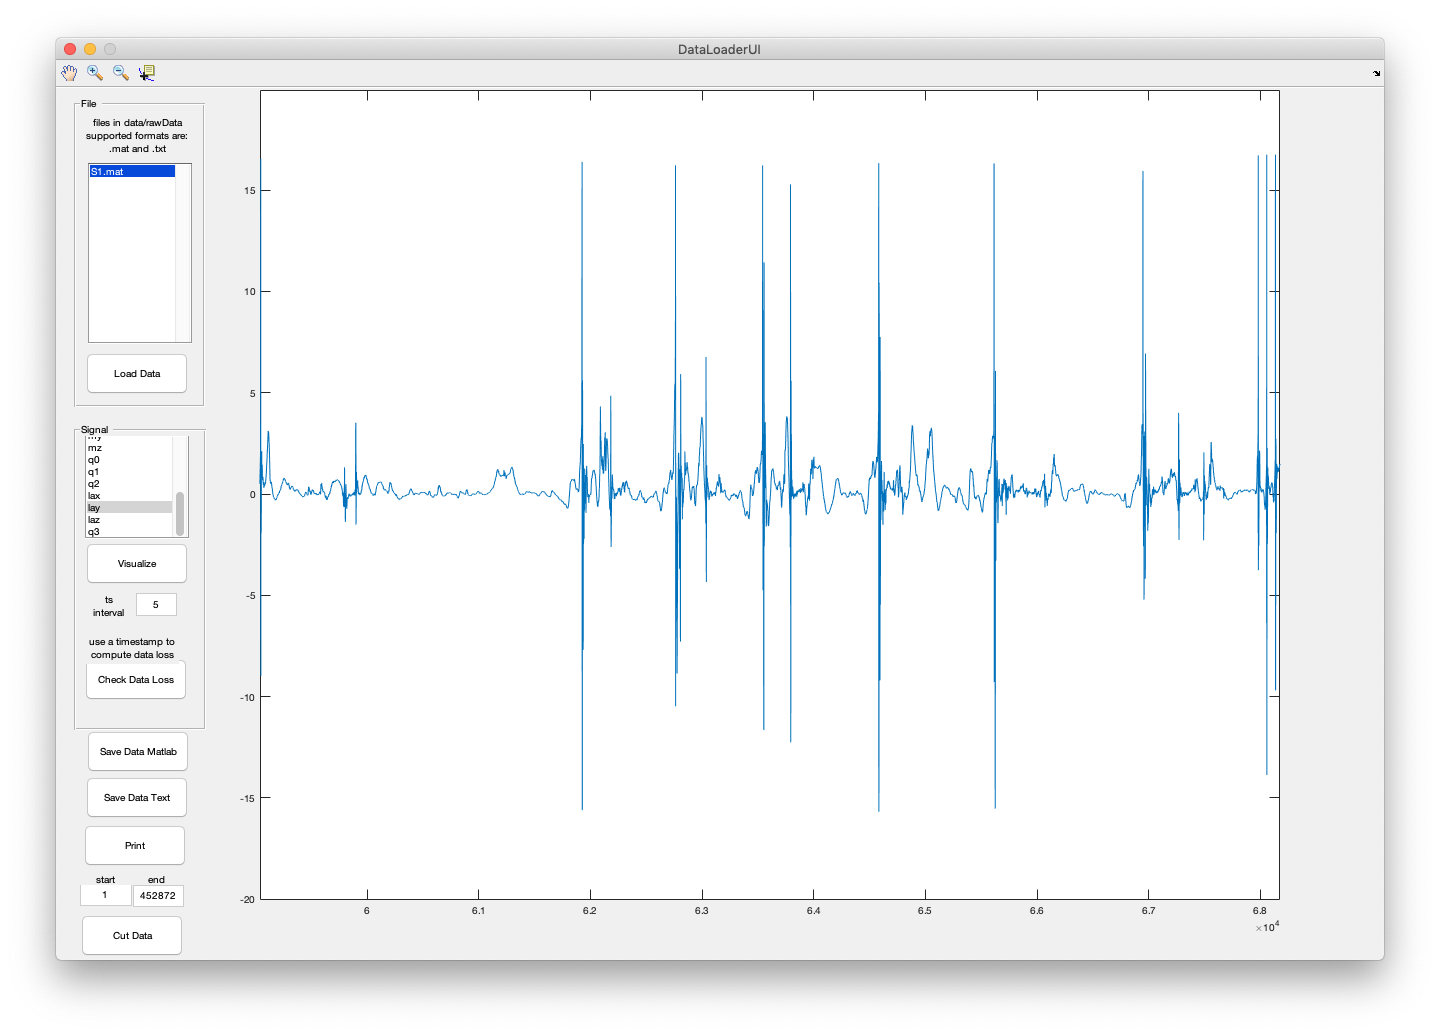 DataLoaderUI
File
files in data/rawData
supported formats are:
.mat and .txt
S1.mat
Load Data
Signal
my
mz
q0
q1
q2
lax
lay
laz
q3
Visualize
ts
interval
5
use a timestamp to
compute data loss
Check Data Loss
Save Data Matlab
Save Data Text
Print
start
end
1
452872
Cut Data
15
10
5
0
-5
-10
-15
-20
6
6.1
6.2
6.3
6.4
6.5
6.6
6.7
6.8
×10⁴